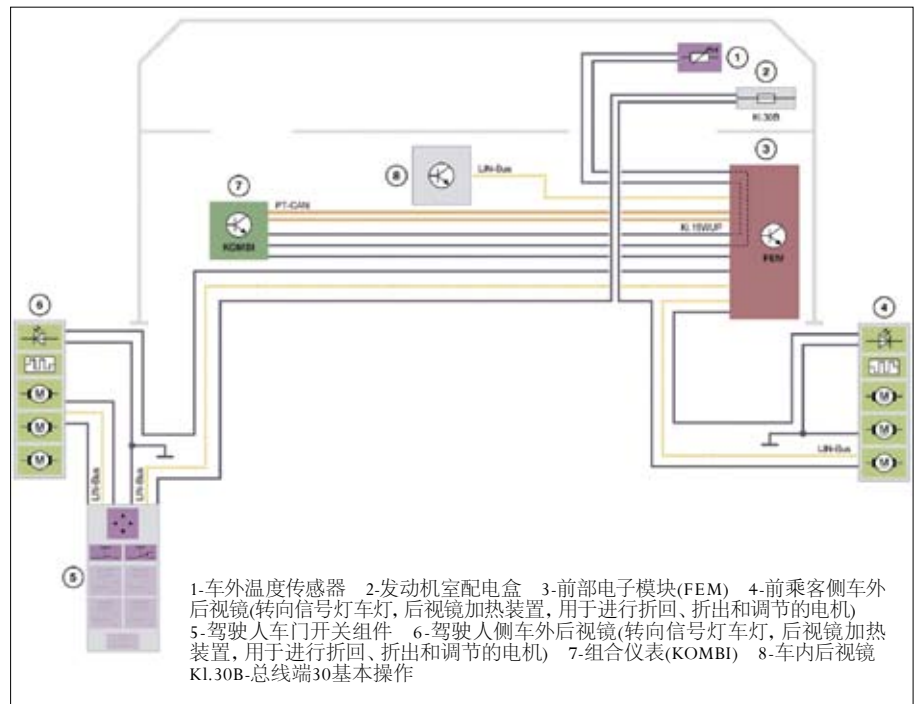 1
2
Kl.30B
3
8
LIN-Bus
7
PT-CAN
Kl.15WUP
KOMBI
FEM
6
4
M
M
M
M
M
M
LIN-Bus
LIN-Bus
LIN-Bus
5
1-车外温度传感器 2-发动机室配电盒 3-前部电子模块(FEM) 4-前乘客侧车外
后视镜(转向信号灯车灯, 后视镜加热装置, 用于进行折回、折出和调节的电机)
5-驾驶人车门开关组件 6-驾驶人侧车外后视镜(转向信号灯车灯, 后视镜加热
装置, 用于进行折回、折出和调节的电机) 7-组合仪表(KOMBI) 8-车内后视镜
Kl.30B-总线端30基本操作